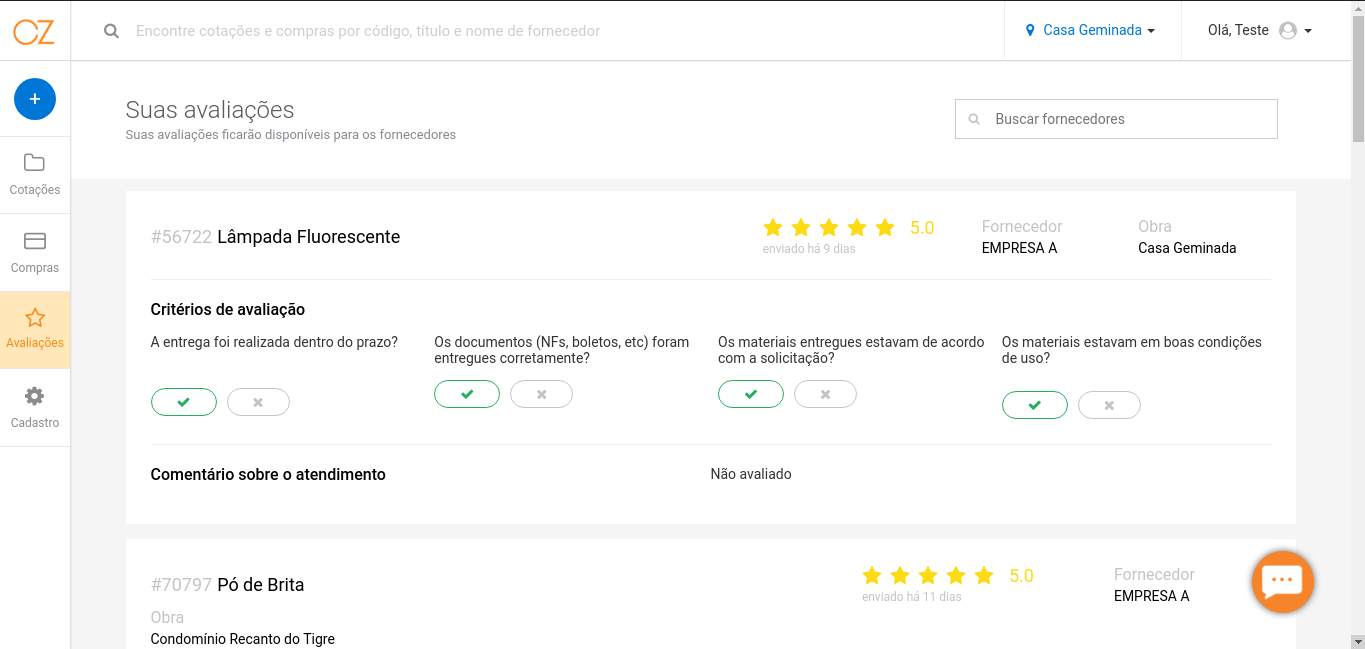 OZ
Encontre cotações e compras por código, título e nome de fornecedor
Casa Geminada
Olá, Teste
+
Cotações
Compras
Avaliações
Cadastro
Suas avaliações
Suas avaliações ficarão disponíveis para os fornecedores
Buscar fornecedores
#56722 Lâmpada Fluorescente
5.0
enviado há 9 dias
Fornecedor
EMPRESA A
Obra
Casa Geminada
Critérios de avaliação
A entrega foi realizada dentro do prazo?
Os documentos (NFs, boletos, etc) foram
entregues corretamente?
Os materiais entregues estavam de acordo
com a solicitação?
Os materiais estavam em boas condições
de uso?
Comentário sobre o atendimento
Não avaliado
#70797 Pó de Brita
5.0
enviado há 11 dias
Fornecedor
EMPRESA A
Obra
Condomínio Recanto do Tigre